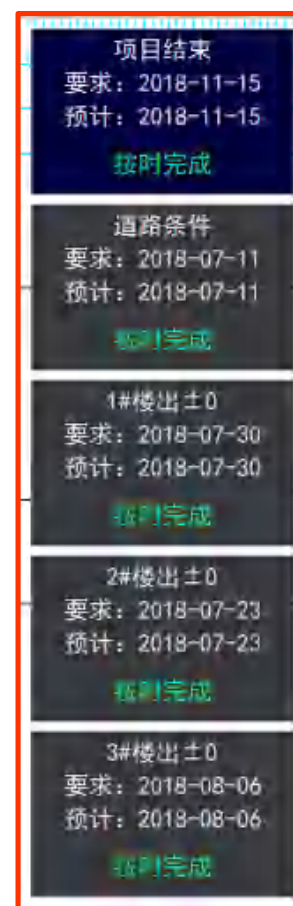 项目结束
要求：2018-11-15
预计：2018-11-15
按时完成
道路条件
要求：2018-07-11
预计：2018-07-11
按时完成
1#楼出±0
要求：2018-07-30
预计：2018-07-30
按时完成
2#楼出±0
要求：2018-07-23
预计：2018-07-23
按时完成
3#楼出±0
要求：2018-08-06
预计：2018-08-06
按时完成